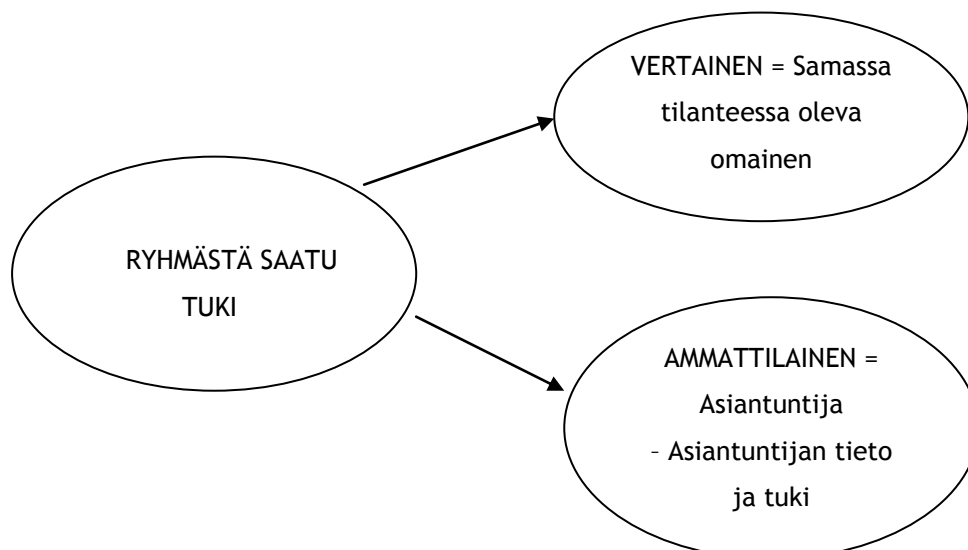 VERTAINEN = Samassa
tilanteessa oleva
omainen
RYHMÄSTÄ SAATU
TUKI
AMMATTILAINEN =
Asiantuntija
– Asiantuntijan tieto
ja tuki